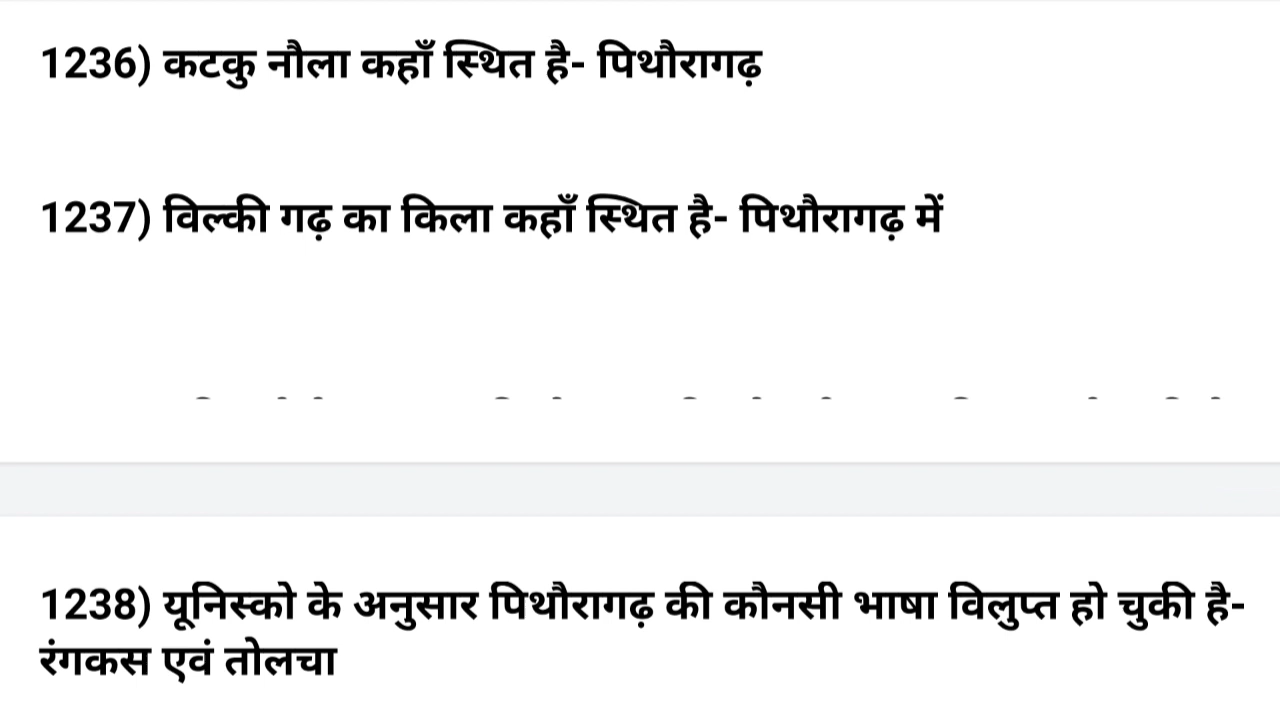 1236) कटकु नौला कहाँ स्थित है- पिथौरागढ़
1237) विल्की गढ़ का किला कहाँ स्थित है- पिथौरागढ़ में
1238) यूनिस्को के अनुसार पिथौरागढ़ की कौनसी भाषा विलुप्त हो चुकी है-
रंगकस एवं तोलचा